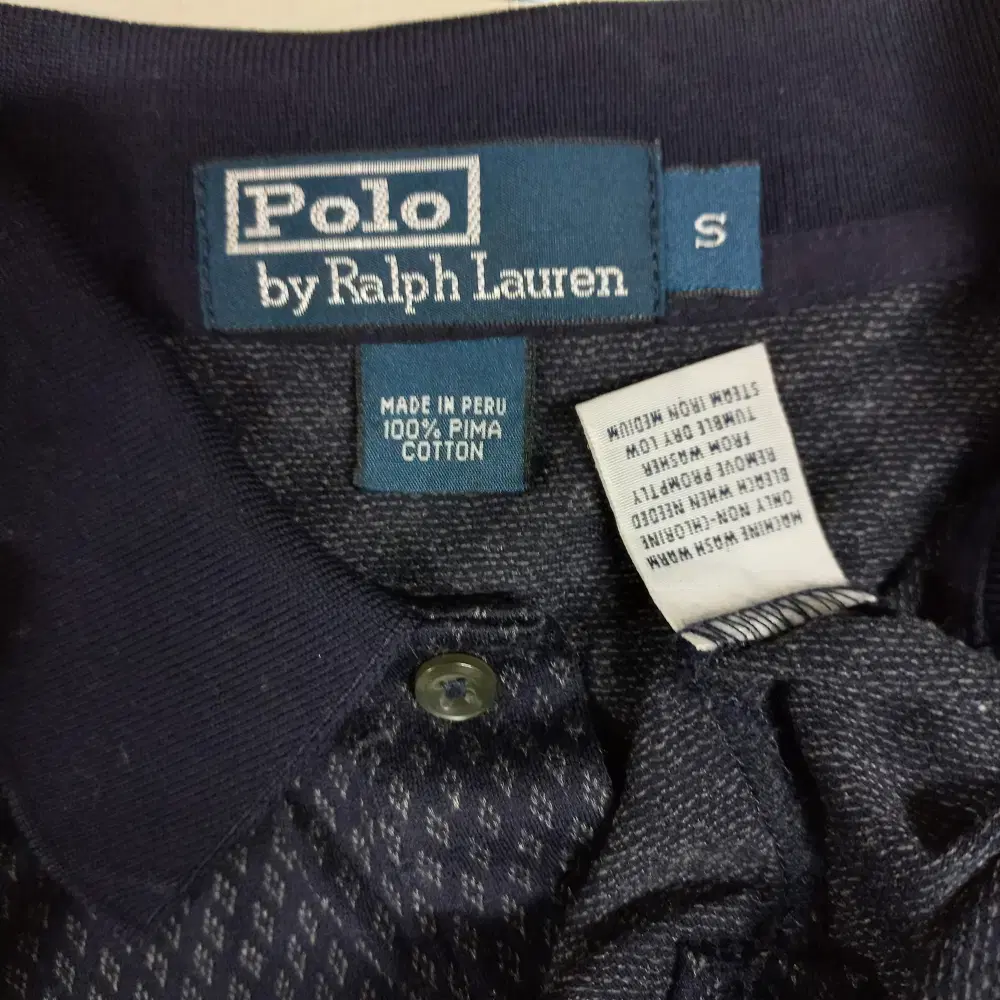 Polo
by Ralph Lauren
S
MADE IN PERU
100% PIMA
COTTON
MACHINE WASH WARM
ONLY NON-CHLORINE
BLEACH WHEN NEEDED
REMOVE PROMPTLY
FROM WASHER
TUMBLE DRY LOW
STEAM IRON MEDIUM